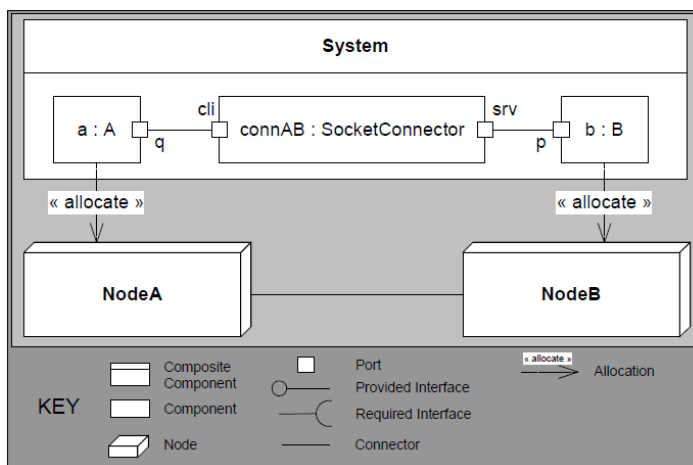 System
cli
srv
a : A
connAB : SocketConnector
b : B
q
p
« allocate »
« allocate »
NodeA
NodeB
KEY
Composite
Component
Component
Node
Port
Provided Interface
Required Interface
Connector
« allocate »
Allocation